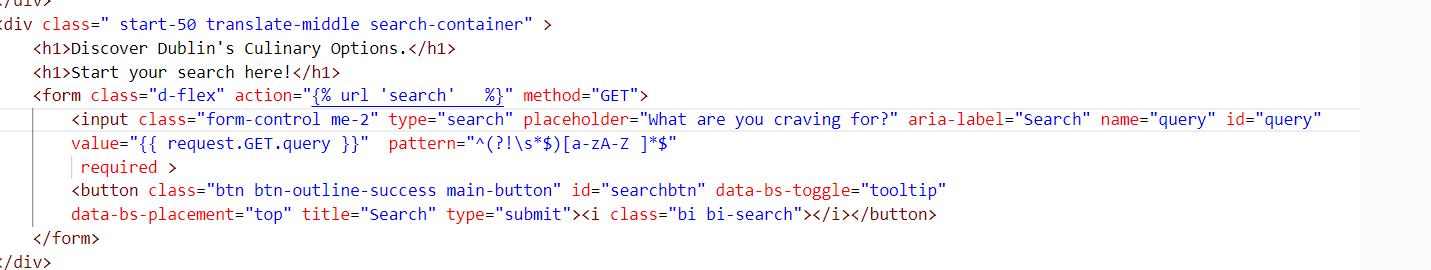 </div>
<div class=" start-50 translate-middle search-container" >
<h1>Discover Dublin's Culinary Options.</h1>
<h1>Start your search here!</h1>
<form class="d-flex" action="{% url 'search'   %}" method="GET">
<input class="form-control me-2" type="search" placeholder="What are you craving for?" aria-label="Search" name="query" id="query"
value="{{ request.GET.query }}"  pattern="^(?!\s*$)[a-zA-Z ]*$"
required >
<button class="btn btn-outline-success main-button" id="searchbtn" data-bs-toggle="tooltip"
data-bs-placement="top" title="Search" type="submit"><i class="bi bi-search"></i></button>
</form>
</div>